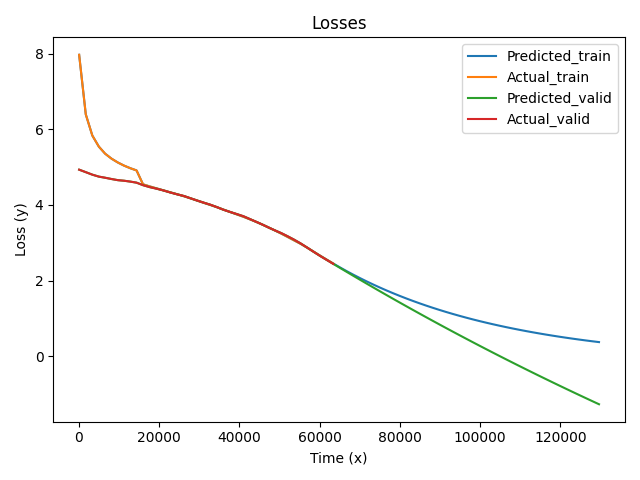 Losses
Predicted_train
Actual_train
Predicted_valid
Actual_valid
8
6
4
2
0
Loss (y)
0
20000
40000
60000
80000
100000
120000
Time (x)